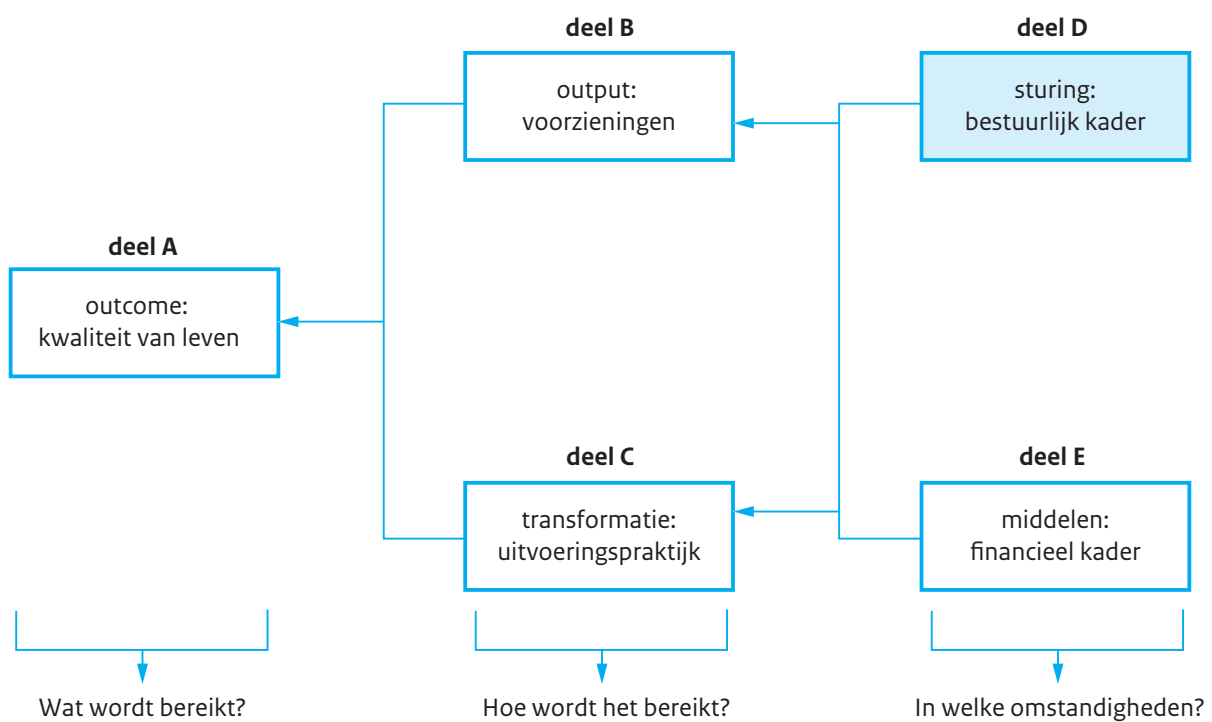 deel B
output:
voorzieningen
deel D
sturing:
bestuurlijk kader
deel A
outcome:
kwaliteit van leven
deel C
transformatie:
uitvoeringspraktijk
deel E
middelen:
financieel kader
Wat wordt bereikt?
Hoe wordt het bereikt?
In welke omstandigheden?